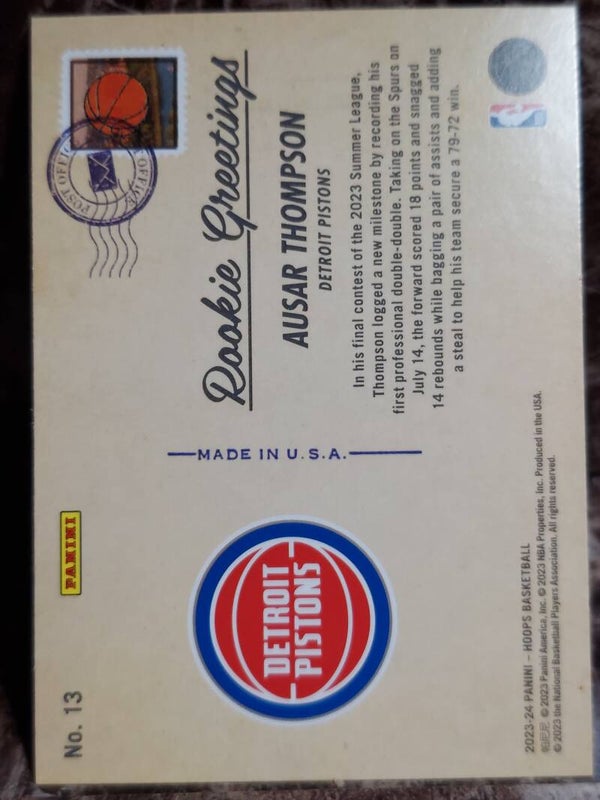 No. 13
PANINI
DETROIT
PISTONS
MADE IN U.S.A.
POST OFFICE
Rookie Greetings
AUSAR THOMPSON
DETROIT PISTONS
In his final contest of the 2023 Summer League,
Thompson logged a new milestone by recording his
first professional double-double. Taking on the Spurs on
July 14, the forward scored 18 points and snagged
14 rebounds while bagging a pair of assists and adding
a steal to help his team secure a 79-72 win.
2023-24 PANINI – HOOPS BASKETBALL
© 2023 Panini America, Inc. © 2023 NBA Properties, Inc. Produced in the USA.
© 2023 the National Basketball Players Association. All rights reserved.